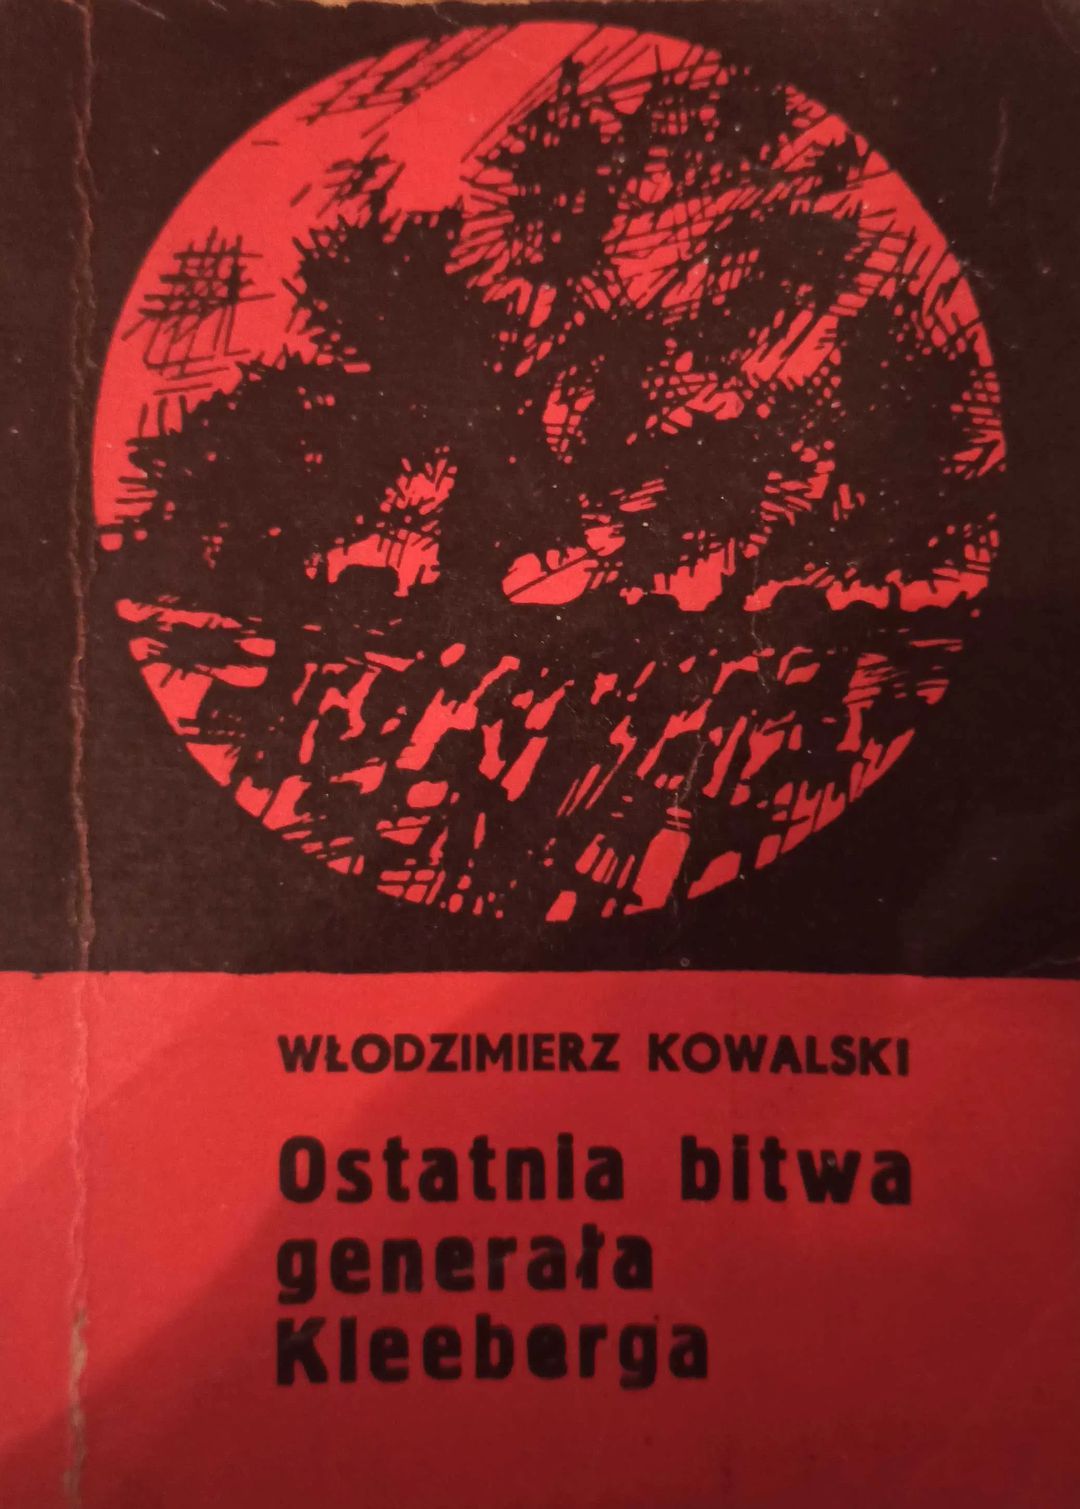 WŁODZIMIERZ KOWALSKI
Ostatnia bitwa
generała
Kleeberga